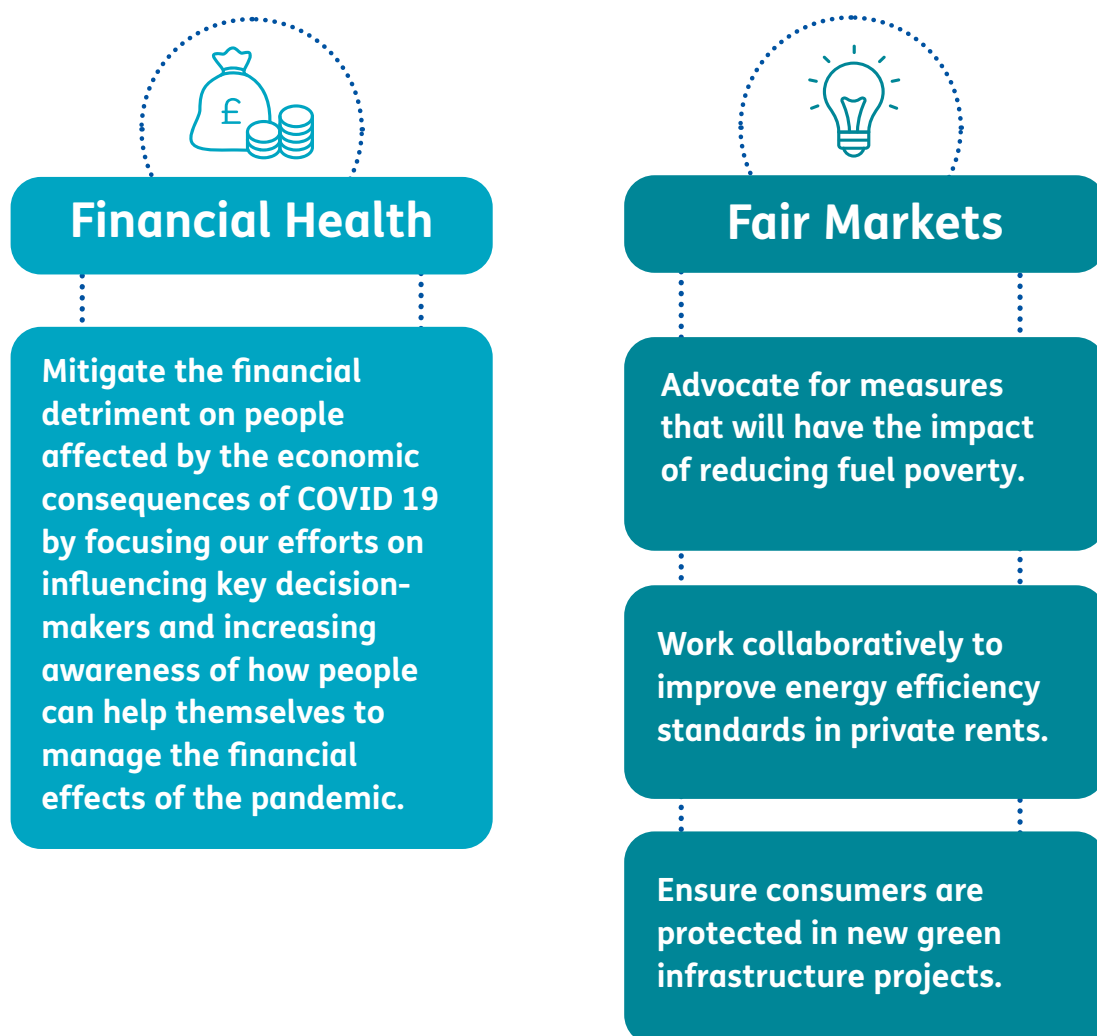 £
Financial Health
Mitigate the financial
detriment on people
affected by the economic
consequences of COVID 19
by focusing our efforts on
influencing key decision-
makers and increasing
awareness of how people
can help themselves to
manage the financial
effects of the pandemic.
Fair Markets
Advocate for measures
that will have the impact
of reducing fuel poverty.
Work collaboratively to
improve energy efficiency
standards in private rents.
Ensure consumers are
protected in new green
infrastructure projects.